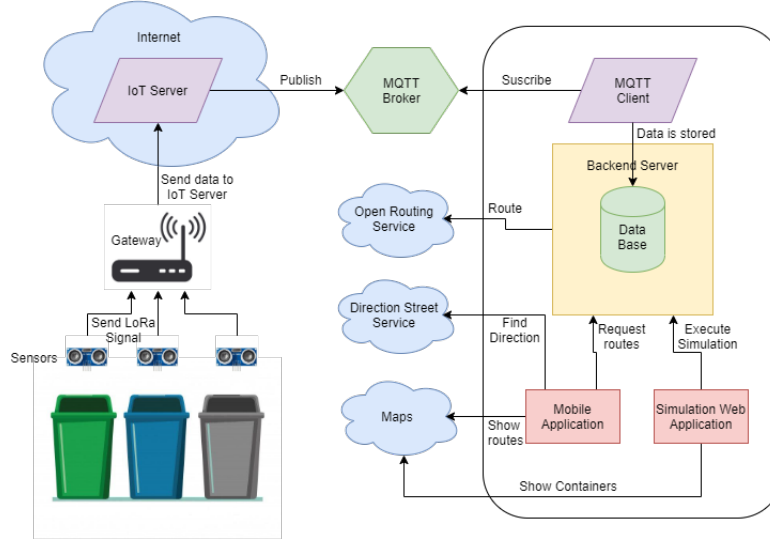 Internet
IoT Server
Publish
MQTT
Broker
Suscribe
MQTT
Client
Data is stored
Send data to
IoT Server
Backend Server
Data
Base
Gateway
Open Routing
Service
Route
Direction Street
Service
Find
Direction
Request
routes
Execute
Simulation
Send LoRa
Signal
Sensors
Maps
Show
routes
Mobile
Application
Simulation Web
Application
Show Containers